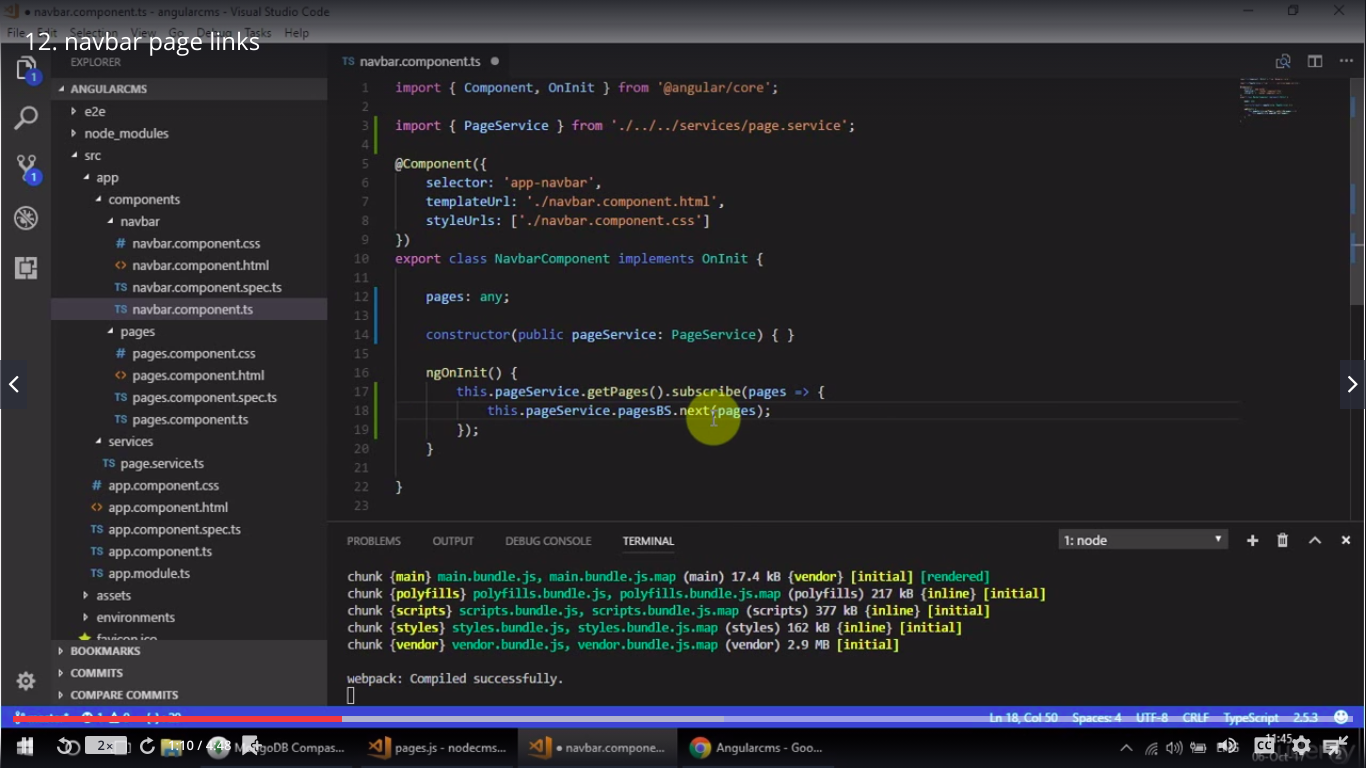 navbar.component.ts - angularcms - Visual Studio Code
File Edit Selection View Go Debug Tasks Help
12. navbar page links
EXPLORER
ANGULARCMS
e2e
node_modules
src
app
components
navbar
navbar.component.css
navbar.component.html
navbar.component.spec.ts
navbar.component.ts
pages
pages.component.css
pages.component.html
pages.component.spec.ts
pages.component.ts
services
page.service.ts
app.component.css
app.component.html
app.component.spec.ts
app.component.ts
app.module.ts
assets
environments
favicon.ico
BOOKMARKS
COMMITS
COMPARE COMMITS
1
1
TS navbar.component.ts
1 import { Component, OnInit } from '@angular/core';
2
3 import { PageService } from './../../services/page.service';
4
5 @Component({
6 selector: 'app-navbar',
7 templateUrl: './navbar.component.html',
8 styleUrls: ['./navbar.component.css']
9 })
10 export class NavbarComponent implements OnInit {
11
12 pages: any;
13
14 constructor(public pageService: PageService) { }
15
16 ngOnInit() {
17 this.pageService.getPages().subscribe(pages => {
18 this.pageService.pagesBS.next(pages);
19 });
20 }
21
22 }
23
PROBLEMS OUTPUT DEBUG CONSOLE TERMINAL 1: node
chunk {main} main.bundle.js, main.bundle.js.map (main) 17.4 kB {vendor} [initial] [rendered]
chunk {polyfills} polyfills.bundle.js, polyfills.bundle.js.map (polyfills) 217 kB {inline} [initial]
chunk {scripts} scripts.bundle.js, scripts.bundle.js.map (scripts) 377 kB {inline} [initial]
chunk {styles} styles.bundle.js, styles.bundle.js.map (styles) 162 kB {inline} [initial]
chunk {vendor} vendor.bundle.js, vendor.bundle.js.map (vendor) 2.9 MB [initial]
webpack: Compiled successfully.
Ln 18, Col 50 Spaces: 4 UTF-8 CRLF TypeScript 2.5.3
2× 1:10 / 4:48 MongoDB Compas... pages.js - nodecms... navbar.compone... Angularcms - Goo... CC 11:45